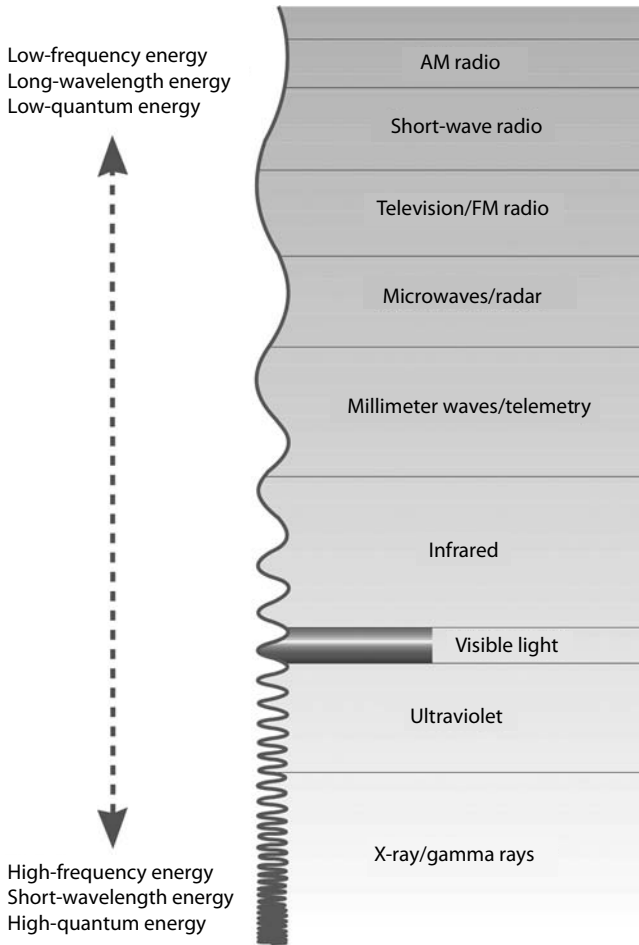 Low-frequency energy
Long-wavelength energy
Low-quantum energy
AM radio
Short-wave radio
Television/FM radio
Microwaves/radar
Millimeter waves/telemetry
Infrared
Visible light
Ultraviolet
X-ray/gamma rays
High-frequency energy
Short-wavelength energy
High-quantum energy